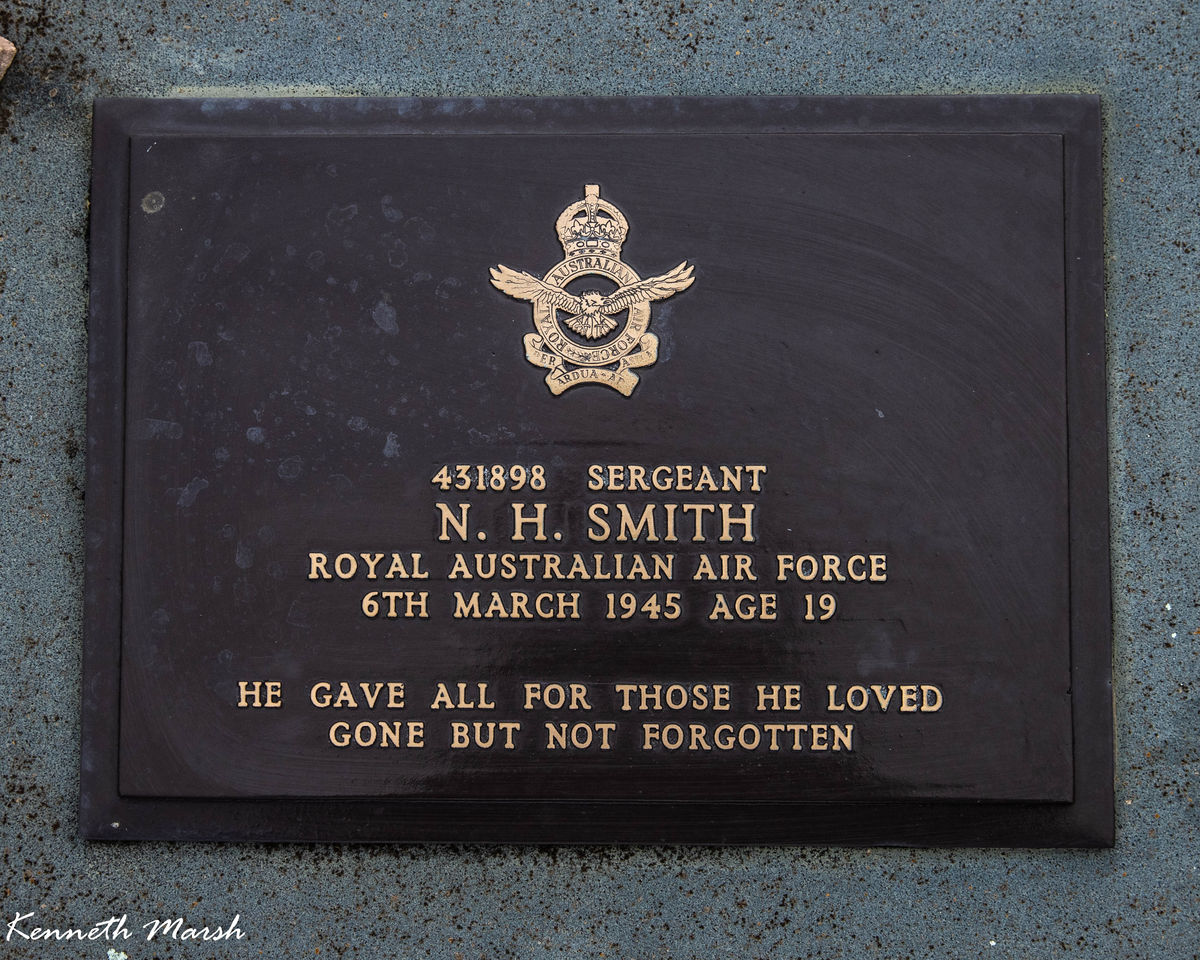 ROYAL AUSTRALIAN AIR FORCE
PER ARDUA AD ASTRA
431898 SERGEANT
N. H. SMITH
ROYAL AUSTRALIAN AIR FORCE
6TH MARCH 1945 AGE 19
HE GAVE ALL FOR THOSE HE LOVED
GONE BUT NOT FORGOTTEN
Kenneth Marsh